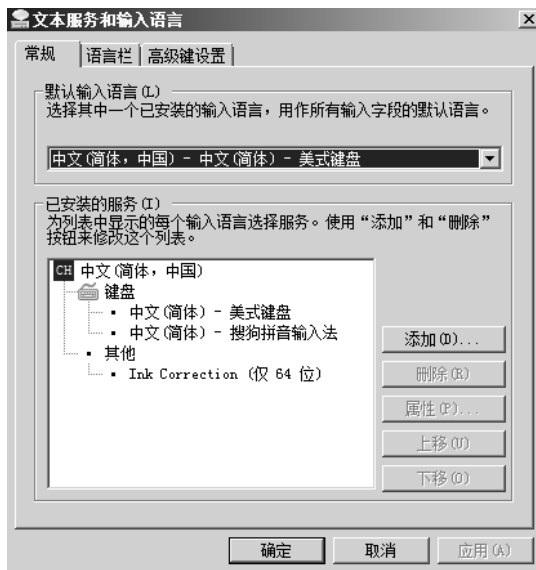 文本服务和输入语言
常规 语言栏 高级键设置
默认输入语言(L)
选择其中一个已安装的输入语言，用作所有输入字段的默认语言。
中文(简体，中国) - 中文(简体) - 美式键盘
已安装的服务(I)
为列表中显示的每个输入语言选择服务。使用“添加”和“删除”
按钮来修改这个列表。
CH 中文(简体，中国)
键盘
中文(简体) - 美式键盘
中文(简体) - 搜狗拼音输入法
其他
Ink Correction (仅 64 位)
添加(D)...
删除(R)
属性(P)...
上移(U)
下移(O)
确定 取消 应用(A)